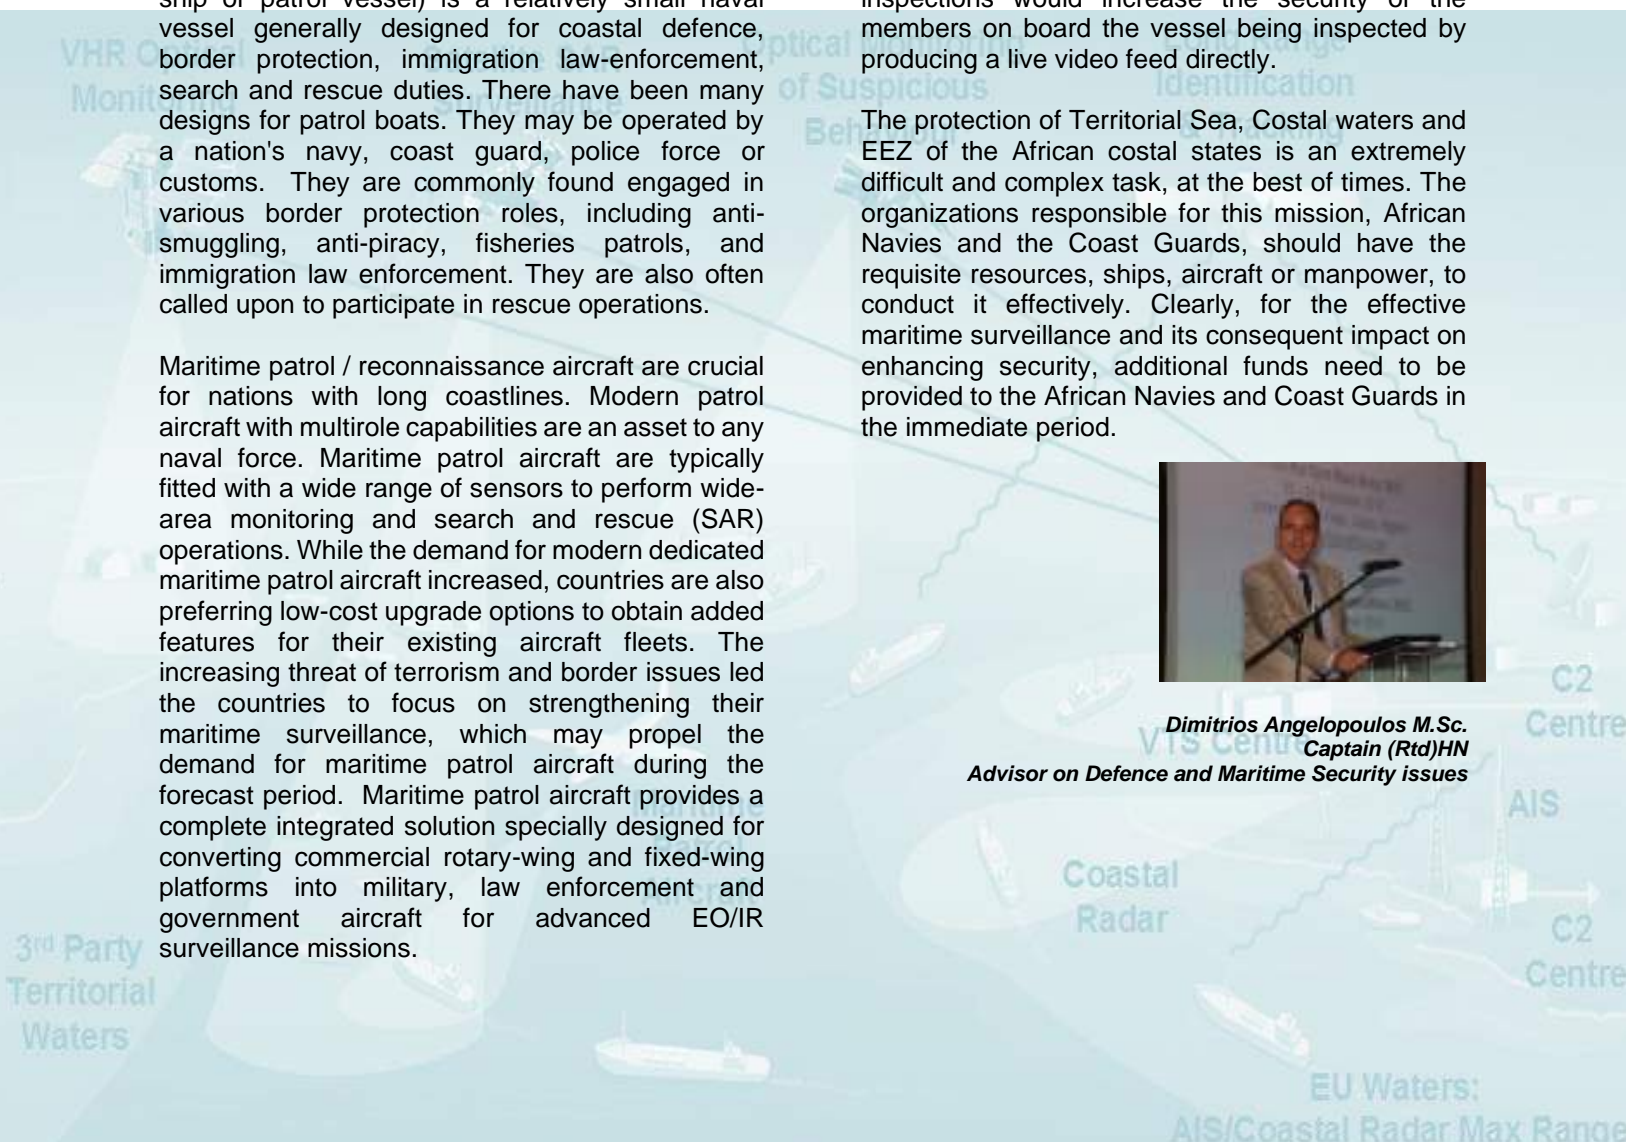 ship or patrol vessel) is a relatively small naval
vessel generally designed for coastal defence,
border protection, immigration law-enforcement,
search and rescue duties. There have been many
designs for patrol boats. They may be operated by
a nation's navy, coast guard, police force or
customs. They are commonly found engaged in
various border protection roles, including anti-
smuggling, anti-piracy, fisheries patrols, and
immigration law enforcement. They are also often
called upon to participate in rescue operations.
Maritime patrol / reconnaissance aircraft are crucial
for nations with long coastlines. Modern patrol
aircraft with multirole capabilities are an asset to any
naval force. Maritime patrol aircraft are typically
fitted with a wide range of sensors to perform wide-
area monitoring and search and rescue (SAR)
operations. While the demand for modern dedicated
maritime patrol aircraft increased, countries are also
preferring low-cost upgrade options to obtain added
features for their existing aircraft fleets. The
increasing threat of terrorism and border issues led
the countries to focus on strengthening their
maritime surveillance, which may propel the
demand for maritime patrol aircraft during the
forecast period. Maritime patrol aircraft provides a
complete integrated solution specially designed for
converting commercial rotary-wing and fixed-wing
platforms into military, law enforcement and
government aircraft for advanced EO/IR
surveillance missions.
inspections would increase the security of the
members on board the vessel being inspected by
producing a live video feed directly.
The protection of Territorial Sea, Costal waters and
EEZ of the African costal states is an extremely
difficult and complex task, at the best of times. The
organizations responsible for this mission, African
Navies and the Coast Guards, should have the
requisite resources, ships, aircraft or manpower, to
conduct it effectively. Clearly, for the effective
maritime surveillance and its consequent impact on
enhancing security, additional funds need to be
provided to the African Navies and Coast Guards in
the immediate period.
Dimitrios Angelopoulos M.Sc.
Captain (Rtd)HN
Advisor on Defence and Maritime Security issues
VHR Optical
Monitoring
Satellite SAR
Surveillance
Optical Monitoring
of Suspicious
Behaviour
Long Range
Identification
& Tracking
C2
Centre
VTS Centre
AIS
Maritime
Patrol
Aircraft
Coastal
Radar
C2
Centre
3rd Party
Territorial
Waters
EU Waters:
AIS/Coastal Radar Max Range